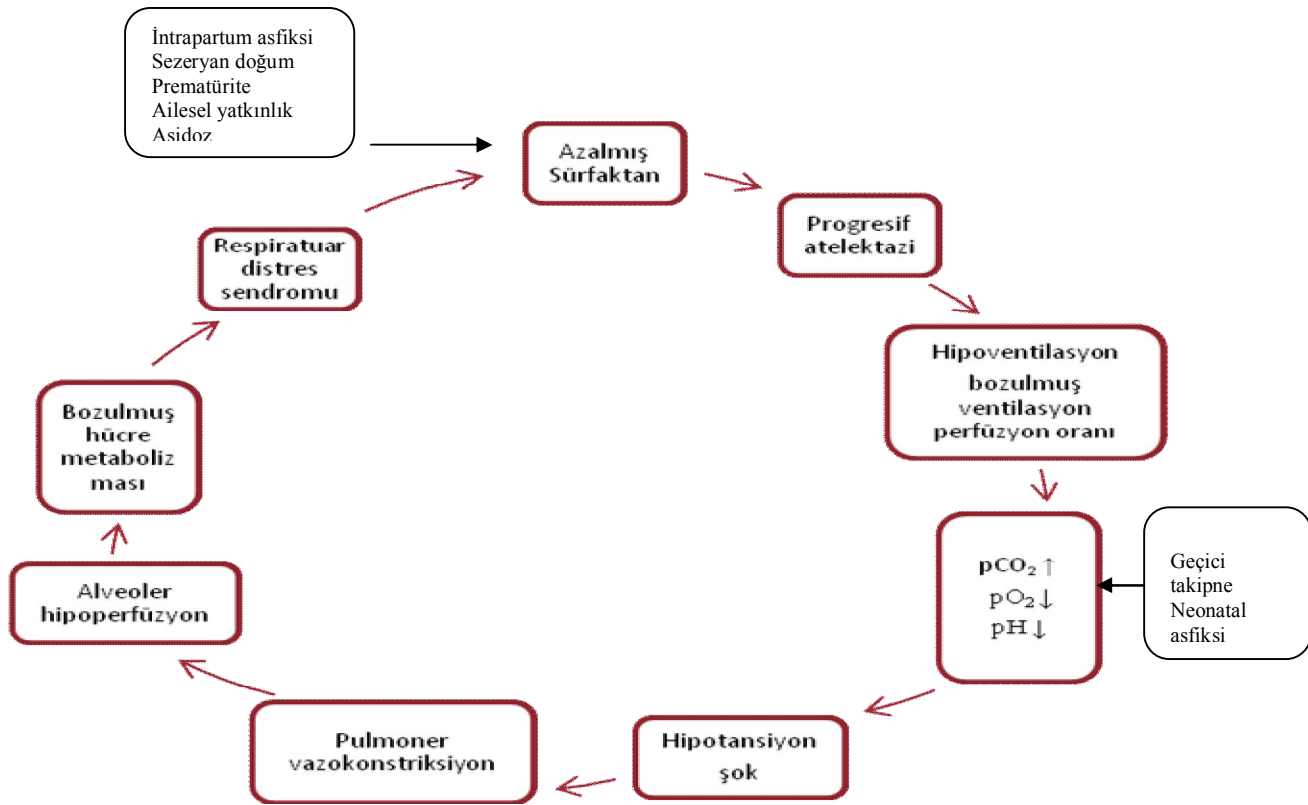 İntrapartum asfiksi
Sezeryan doğum
Prematürite
Ailesel yatkınlık
Asidoz
Azalmış
Sürfaktan
Progresif
atelektazi
Hipoventilasyon
bozulmuş
ventilasyon
perfüzyon oranı
pCO₂ ↑
pO₂ ↓
pH ↓
Geçici
takipne
Neonatal
asfiksi
Hipotansiyon
şok
Pulmoner
vazokonstriksiyon
Alveoler
hipoperfüzyon
Bozulmuş
hücre
metaboliz
ması
Respiratuar
distres
sendromu